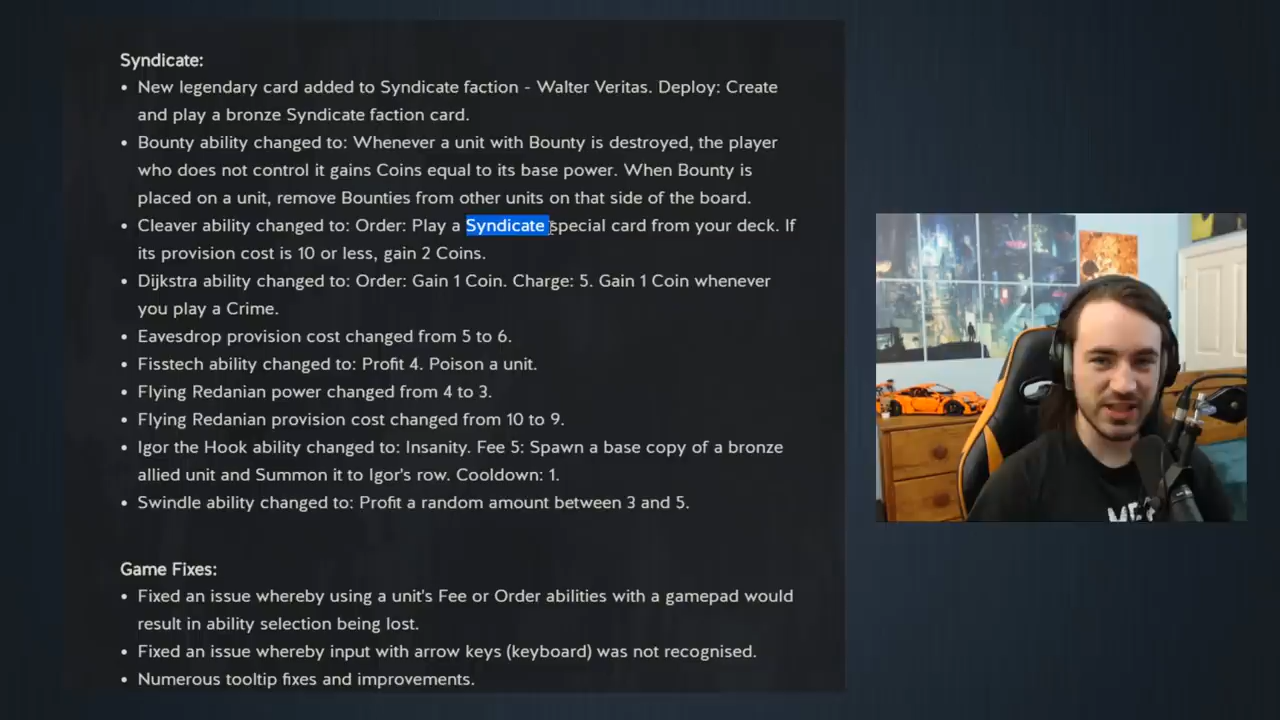 Syndicate:
• New legendary card added to Syndicate faction - Walter Veritas. Deploy: Create
and play a bronze Syndicate faction card.
• Bounty ability changed to: Whenever a unit with Bounty is destroyed, the player
who does not control it gains Coins equal to its base power. When Bounty is
placed on a unit, remove Bounties from other units on that side of the board.
• Cleaver ability changed to: Order: Play a Syndicate special card from your deck. If
its provision cost is 10 or less, gain 2 Coins.
• Dijkstra ability changed to: Order: Gain 1 Coin. Charge: 5. Gain 1 Coin whenever
you play a Crime.
• Eavesdrop provision cost changed from 5 to 6.
• Fisstech ability changed to: Profit 4. Poison a unit.
• Flying Redanian power changed from 4 to 3.
• Flying Redanian provision cost changed from 10 to 9.
• Igor the Hook ability changed to: Insanity. Fee 5: Spawn a base copy of a bronze
allied unit and Summon it to Igor's row. Cooldown: 1.
• Swindle ability changed to: Profit a random amount between 3 and 5.
Game Fixes:
• Fixed an issue whereby using a unit's Fee or Order abilities with a gamepad would
result in ability selection being lost.
• Fixed an issue whereby input with arrow keys (keyboard) was not recognised.
• Numerous tooltip fixes and improvements.